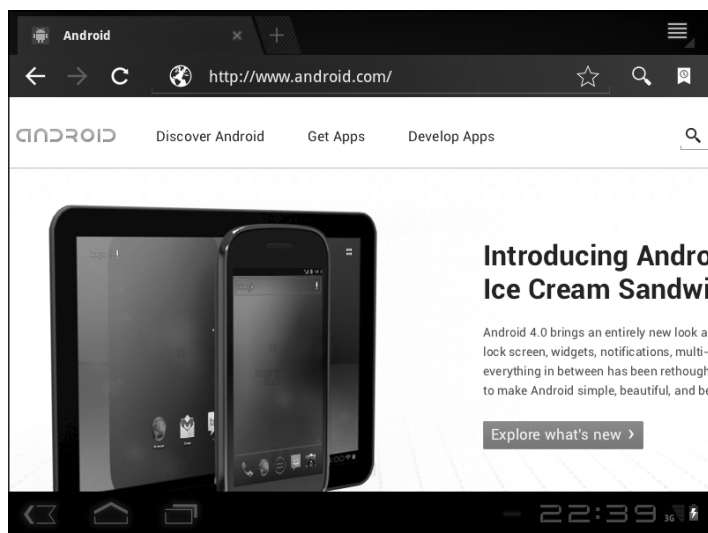 Android
http://www.android.com/
ANDROID
Discover Android
Get Apps
Develop Apps
Introducing Andro
Ice Cream Sandwi
Android 4.0 brings an entirely new look a
lock screen, widgets, notifications, multi-
everything in between has been rethough
to make Android simple, beautiful, and be
Explore what's new
22:39
3G